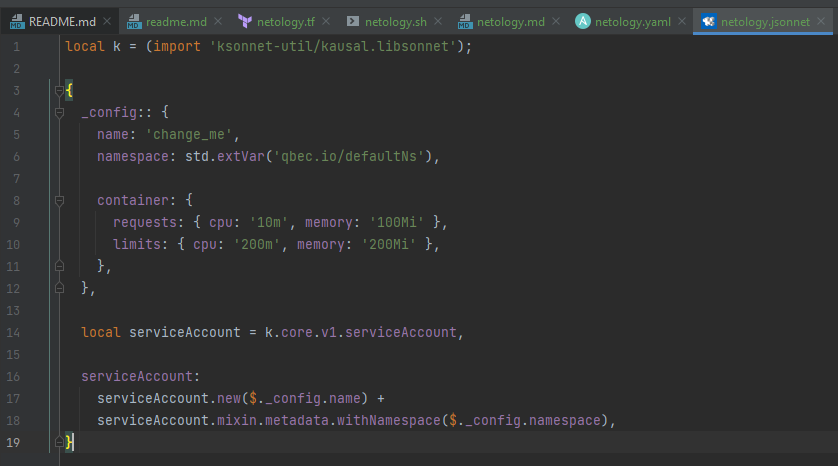 README.md readme.md netology.tf netology.sh netology.md netology.yaml netology.jsonnet
1 local k = (import 'ksonnet-util/kausal.libsonnet');
2
3 {
4 _config:: {
5 name: 'change_me',
6 namespace: std.extVar('qbec.io/defaultNs'),
7
8 container: {
9 requests: { cpu: '10m', memory: '100Mi' },
10 limits: { cpu: '200m', memory: '200Mi' },
11 },
12 },
13
14 local serviceAccount = k.core.v1.serviceAccount,
15
16 serviceAccount:
17 serviceAccount.new($._config.name) +
18 serviceAccount.mixin.metadata.withNamespace($._config.namespace),
19 }